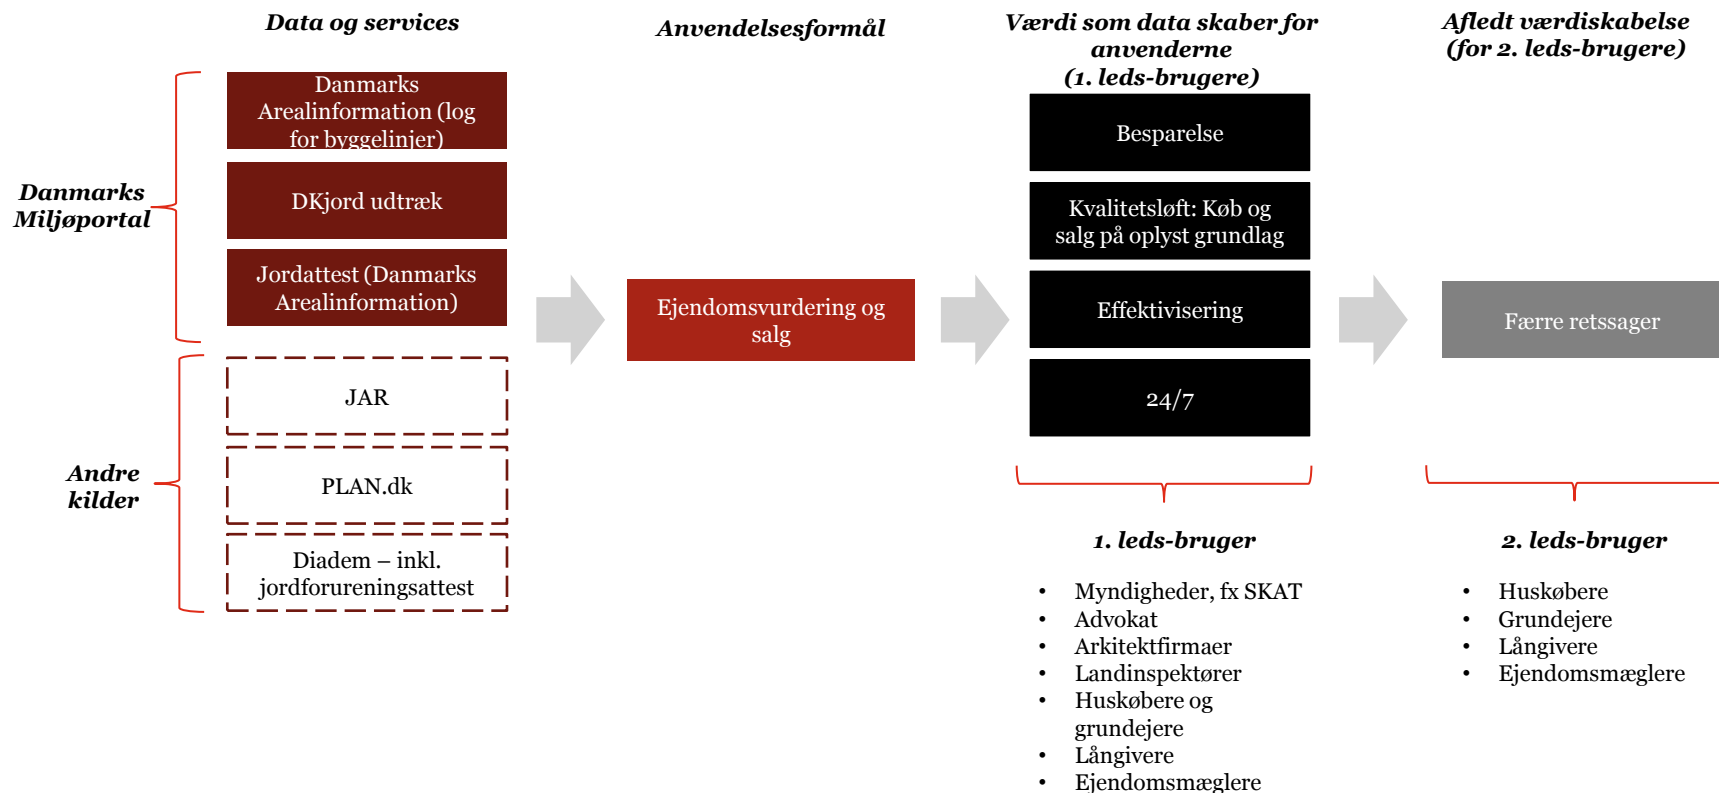 Data og services
Anvendelsesformål
Værdi som data skaber for
anvenderne
(1. leds-brugere)
Afledt værdiskabelse
(for 2. leds-brugere)
Danmarks
Miljøportal
Danmarks
Arealinformation (log
for byggelinjer)
DKjord udtræk
Jordattest (Danmarks
Arealinformation)
Andre
kilder
JAR
PLAN.dk
Diadem – inkl.
jordforureningsattest
Ejendomsvurdering og
salg
Besparelse
Kvalitetsløft: Køb og
salg på oplyst grundlag
Effektivisering
24/7
Færre retssager
1. leds-bruger
• Myndigheder, fx SKAT
• Advokat
• Arkitektfirmaer
• Landinspektører
• Huskøbere og
grundejere
• Långivere
• Ejendomsmæglere
2. leds-bruger
• Huskøbere
• Grundejere
• Långivere
• Ejendomsmæglere